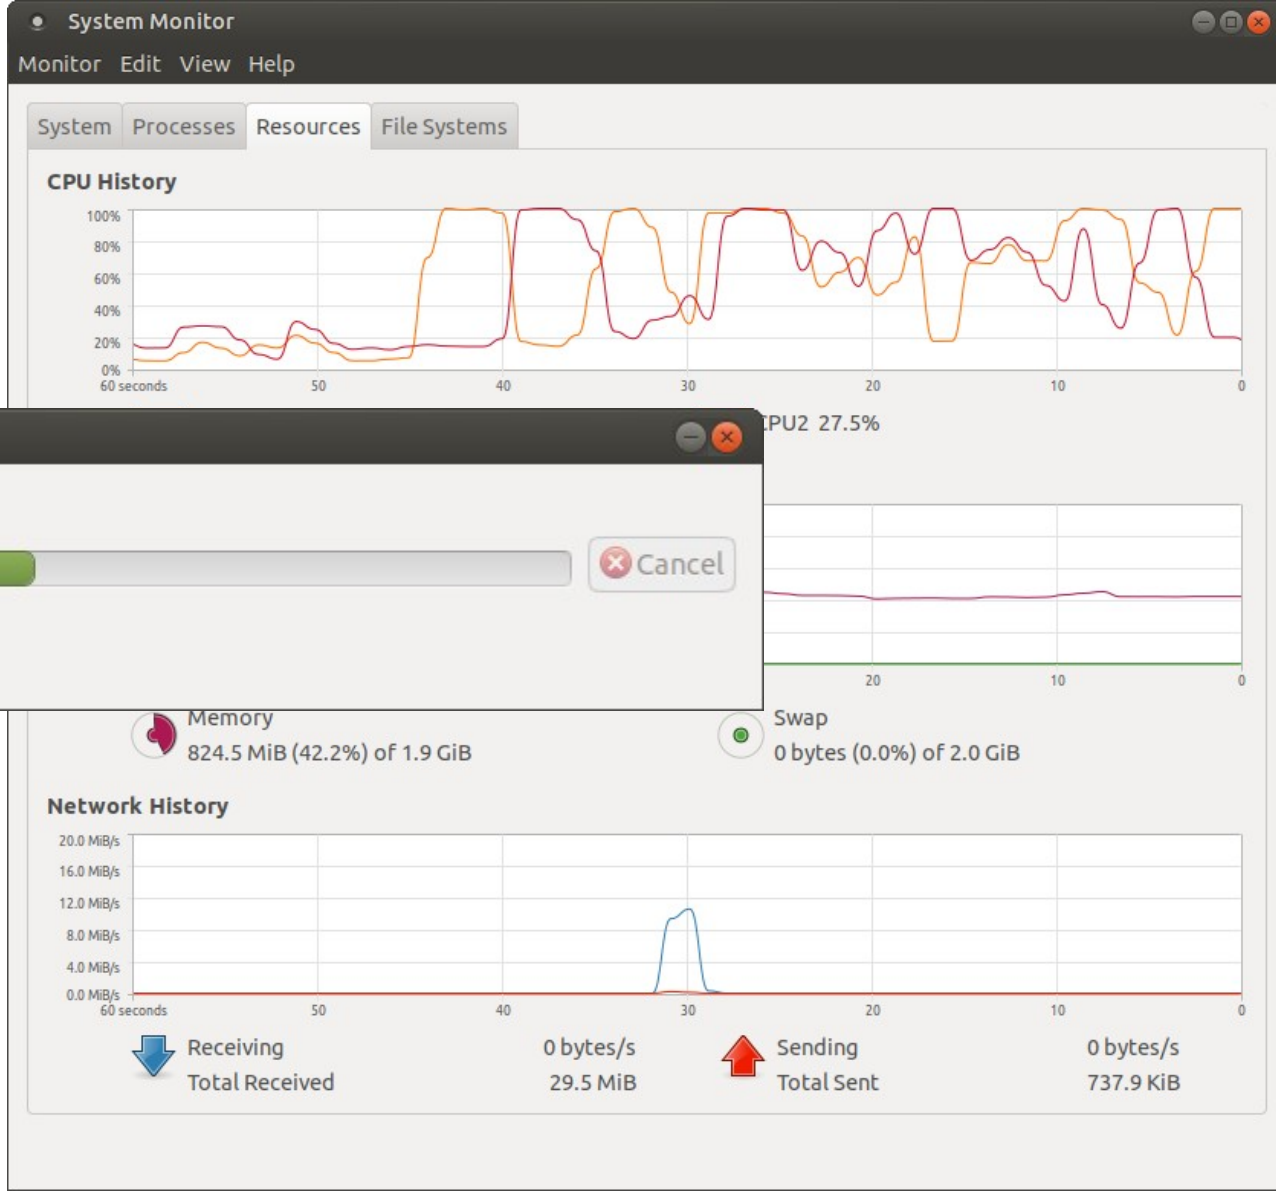 System Monitor
Monitor Edit View Help
System Processes Resources File Systems
CPU History
100%
80%
60%
40%
20%
0%
60 seconds 50 40 30 20 10 0
CPU2 27.5%
Cancel
20 10 0
Memory
824.5 MiB (42.2%) of 1.9 GiB
Swap
0 bytes (0.0%) of 2.0 GiB
Network History
20.0 MiB/s
16.0 MiB/s
12.0 MiB/s
8.0 MiB/s
4.0 MiB/s
0.0 MiB/s
60 seconds 50 40 30 20 10 0
Receiving 0 bytes/s
Total Received 29.5 MiB
Sending 0 bytes/s
Total Sent 737.9 KiB